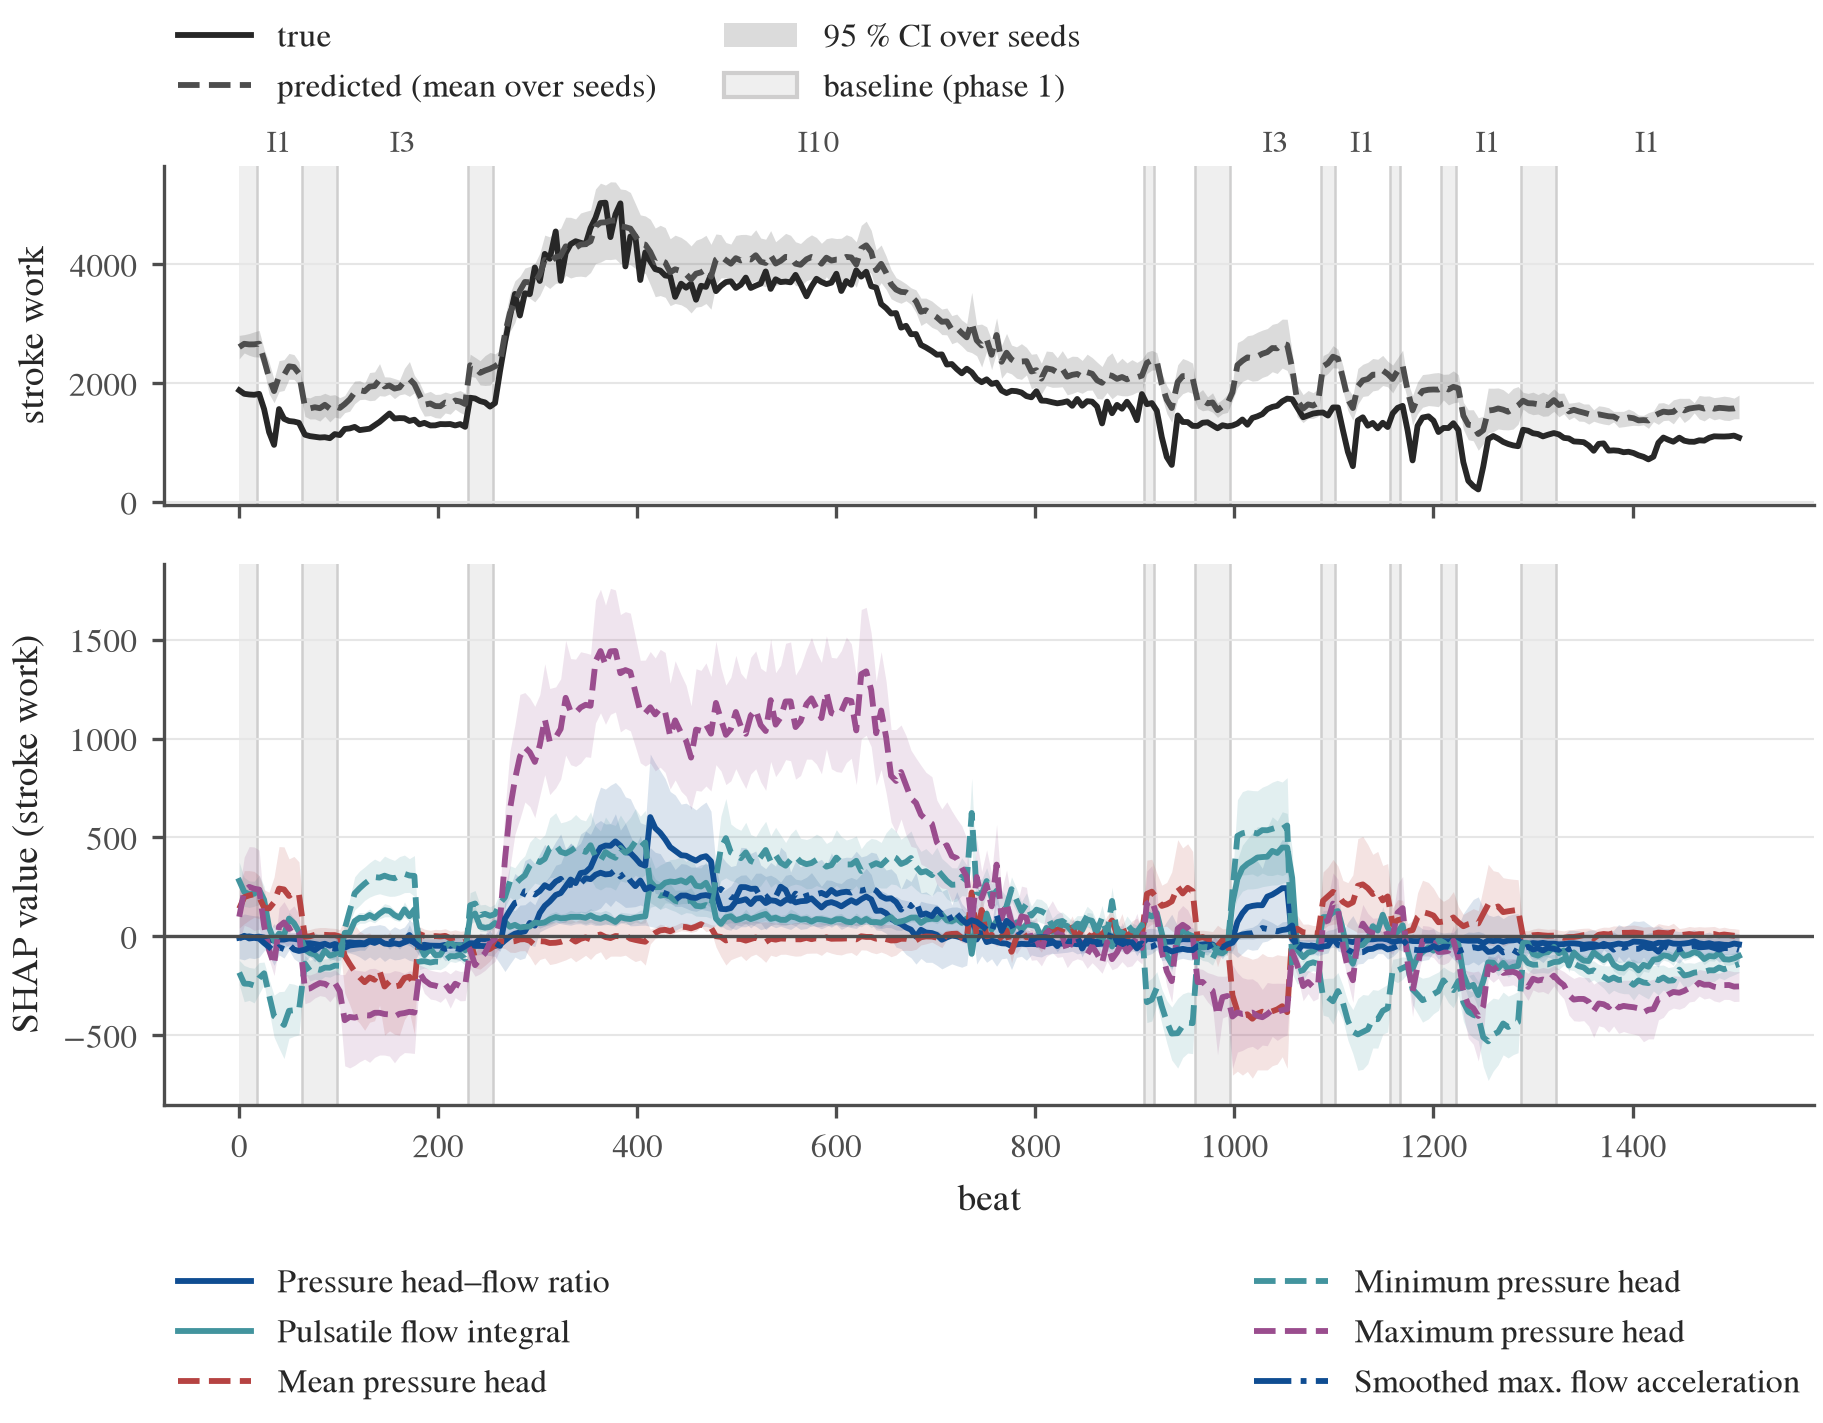 true
95 % CI over seeds
predicted (mean over seeds)
baseline (phase 1)
I1 I3 I10 I3 I1 I1 I1
stroke work
4000
2000
0
SHAP value (stroke work)
1500
1000
500
0
−500
0 200 400 600 800 1000 1200 1400
beat
Pressure head–flow ratio
Pulsatile flow integral
Mean pressure head
Minimum pressure head
Maximum pressure head
Smoothed max. flow acceleration